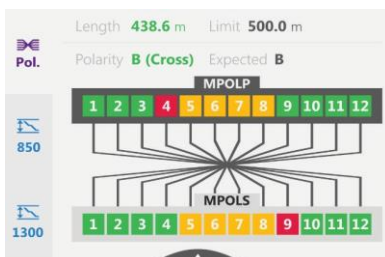 Length 438.6 m Limit 500.0 m
Pol.
Polarity B (Cross) Expected B
MPOLP
1 2 3 4 5 6 7 8 9 10 11 12
850
MPOLS
1300
1 2 3 4 5 6 7 8 9 10 11 12